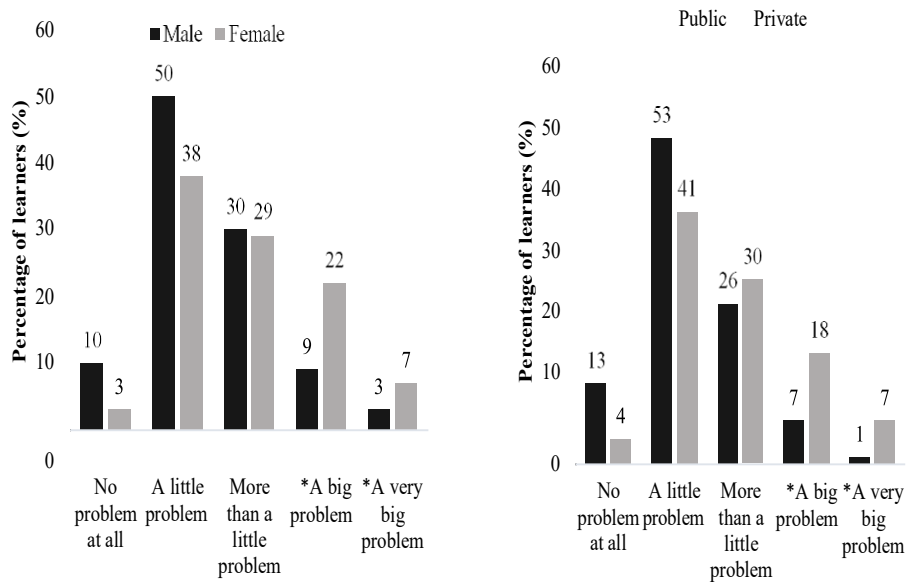 Male Female
Percentage of learners (%)
60
50
40
30
20
10
0
50
38
30 29
22
10
9
7
3
3
No problem at all
A little problem
More than a little problem
*A big problem
*A very big problem
Public Private
Percentage of learners (%)
60
50
40
30
20
10
0
53
41
30
26
18
13
7
7
4
1
No problem at all
A little problem
More than a little problem
*A big problem
*A very big problem